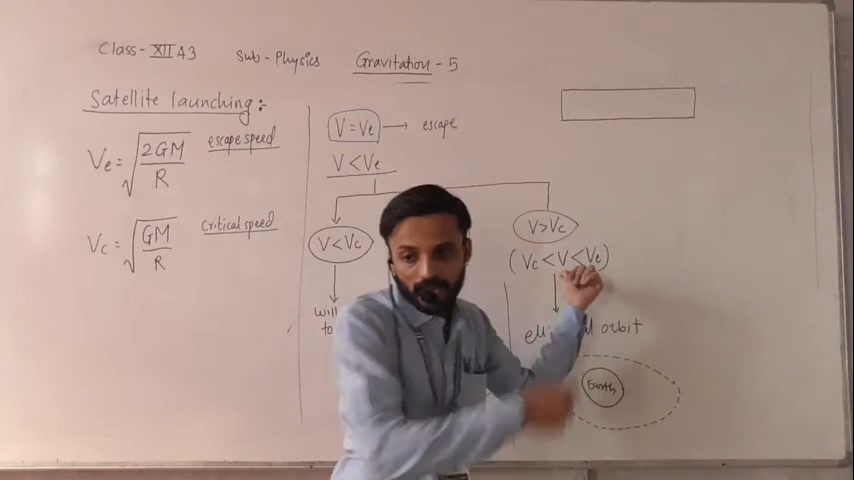 Class- XII A3 Sub - Physics Gravitation - 5
Satellite launching :-
Ve = √(2GM/R) escape speed
Vc = √(GM/R) Critical speed
V = Ve → escape
V < Ve
V < Vc
will
to
V > Vc
(Vc < V < Ve)
orbit
Earth